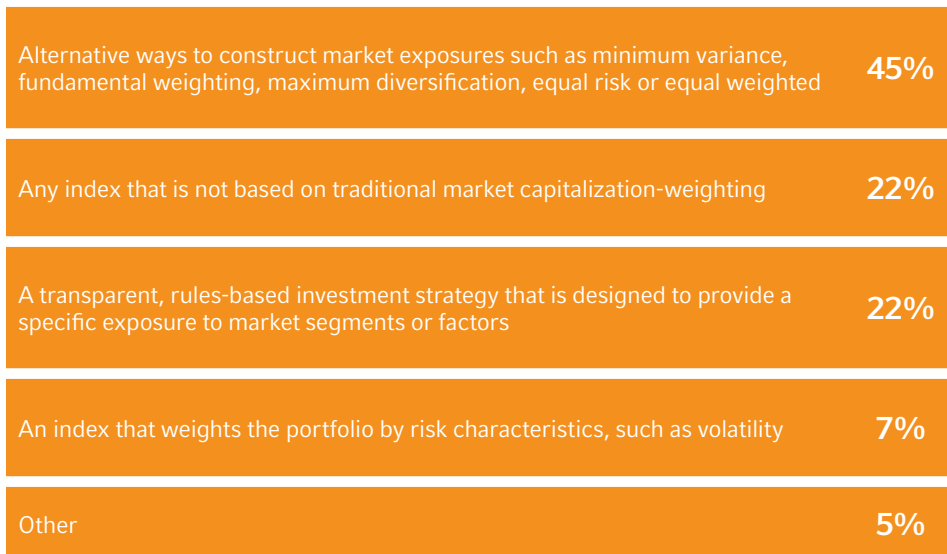 Alternative ways to construct market exposures such as minimum variance,
fundamental weighting, maximum diversification, equal risk or equal weighted
45%
Any index that is not based on traditional market capitalization-weighting
22%
A transparent, rules-based investment strategy that is designed to provide a
specific exposure to market segments or factors
22%
An index that weights the portfolio by risk characteristics, such as volatility
7%
Other
5%